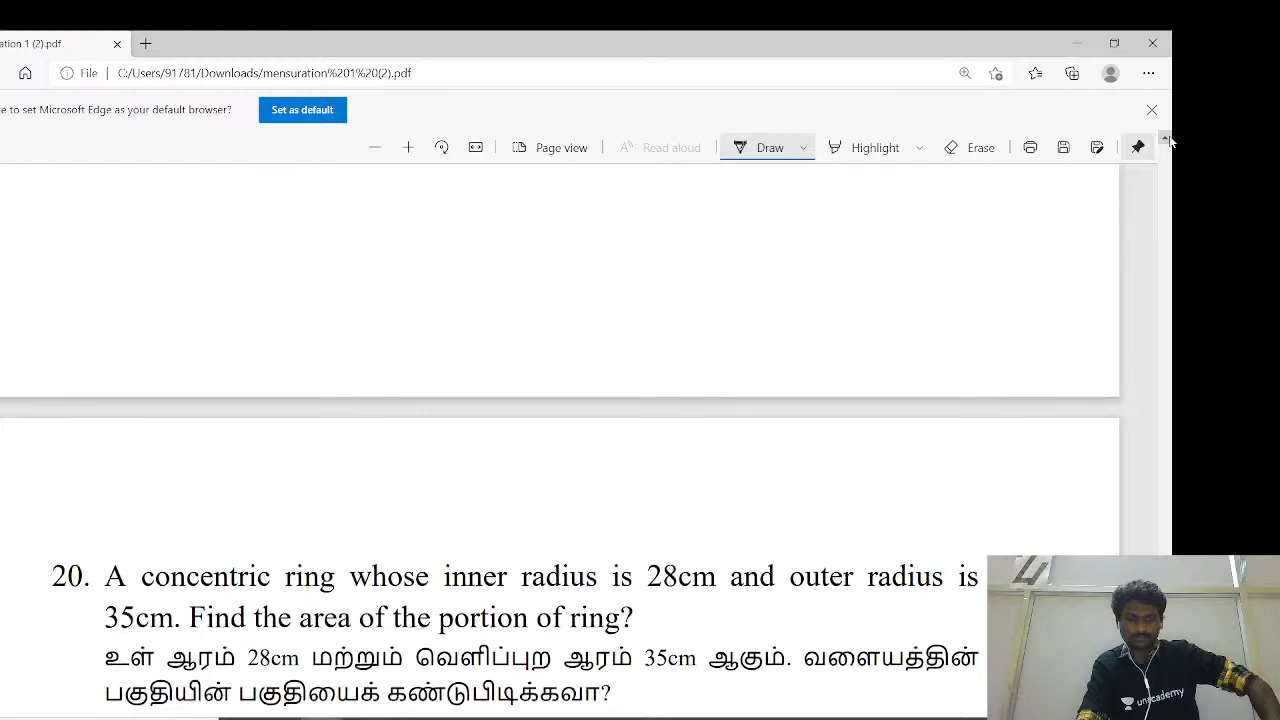 ation 1 (2).pdf
File C:/Users/91781/Downloads/mensuration%201%20(2).pdf
e to set Microsoft Edge as your default browser? Set as default
Page view Read aloud Draw Highlight Erase
20. A concentric ring whose inner radius is 28cm and outer radius is
35cm. Find the area of the portion of ring?
உள் ஆரம் 28cm மற்றும் வெளிப்புற ஆரம் 35cm ஆகும். வளையத்தின்
பகுதியின் பகுதியைக் கண்டுபிடிக்கவா?
unacademy